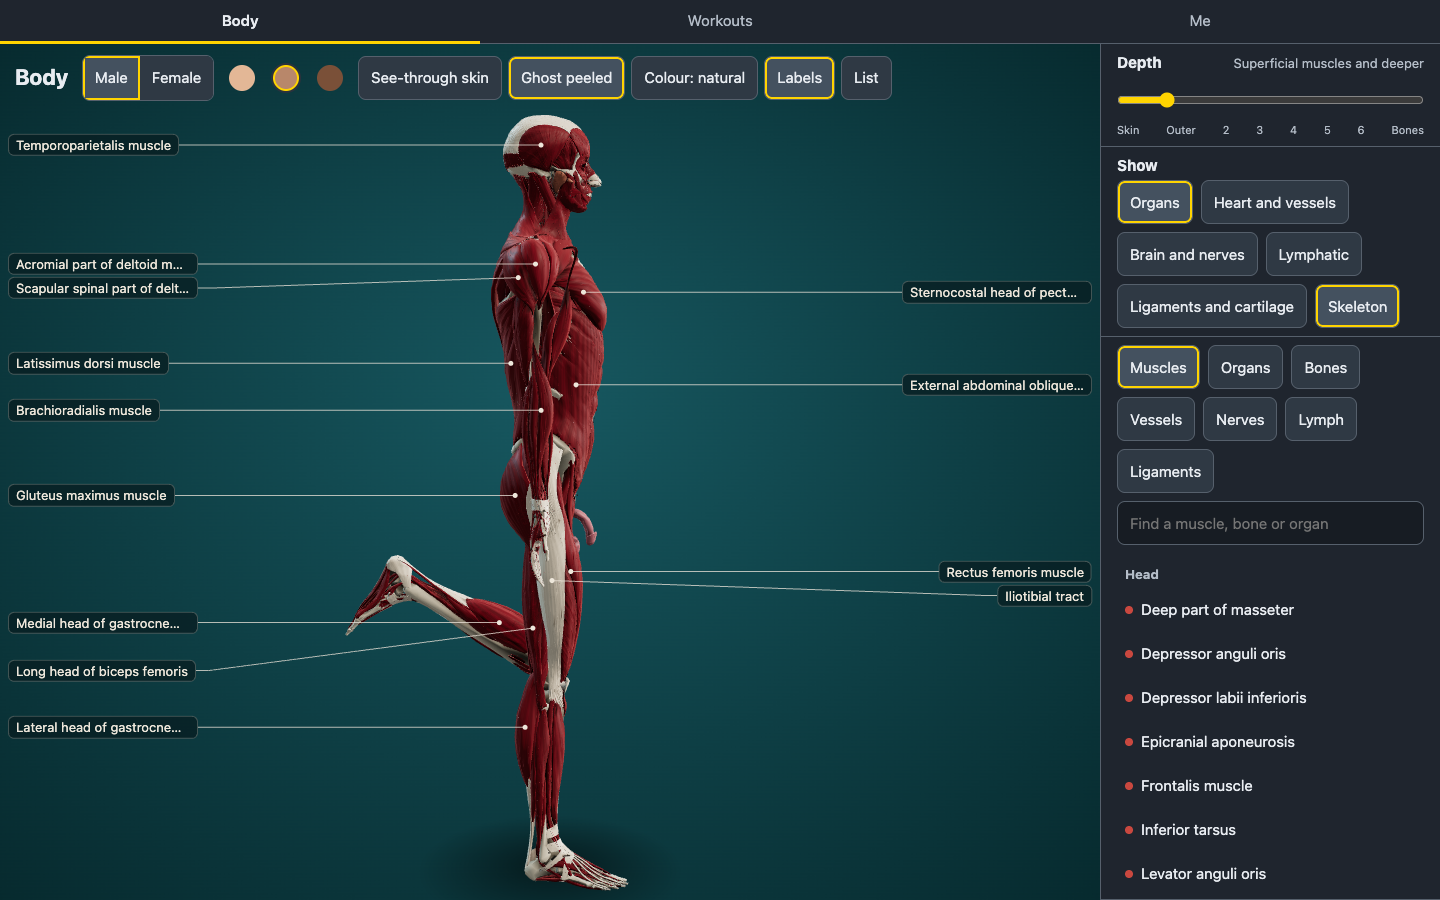 Body
Workouts
Me
Body
Male
Female
See-through skin
Ghost peeled
Colour: natural
Labels
List
Depth
Superficial muscles and deeper
Skin
Outer
2
3
4
5
6
Bones
Show
Organs
Heart and vessels
Brain and nerves
Lymphatic
Ligaments and cartilage
Skeleton
Muscles
Organs
Bones
Vessels
Nerves
Lymph
Ligaments
Find a muscle, bone or organ
Head
Deep part of masseter
Depressor anguli oris
Depressor labii inferioris
Epicranial aponeurosis
Frontalis muscle
Inferior tarsus
Levator anguli oris
Temporoparietalis muscle
Acromial part of deltoid m...
Scapular spinal part of delt...
Latissimus dorsi muscle
Brachioradialis muscle
Gluteus maximus muscle
Medial head of gastrocne...
Long head of biceps femoris
Lateral head of gastrocne...
Sternocostal head of pect...
External abdominal oblique...
Rectus femoris muscle
Iliotibial tract